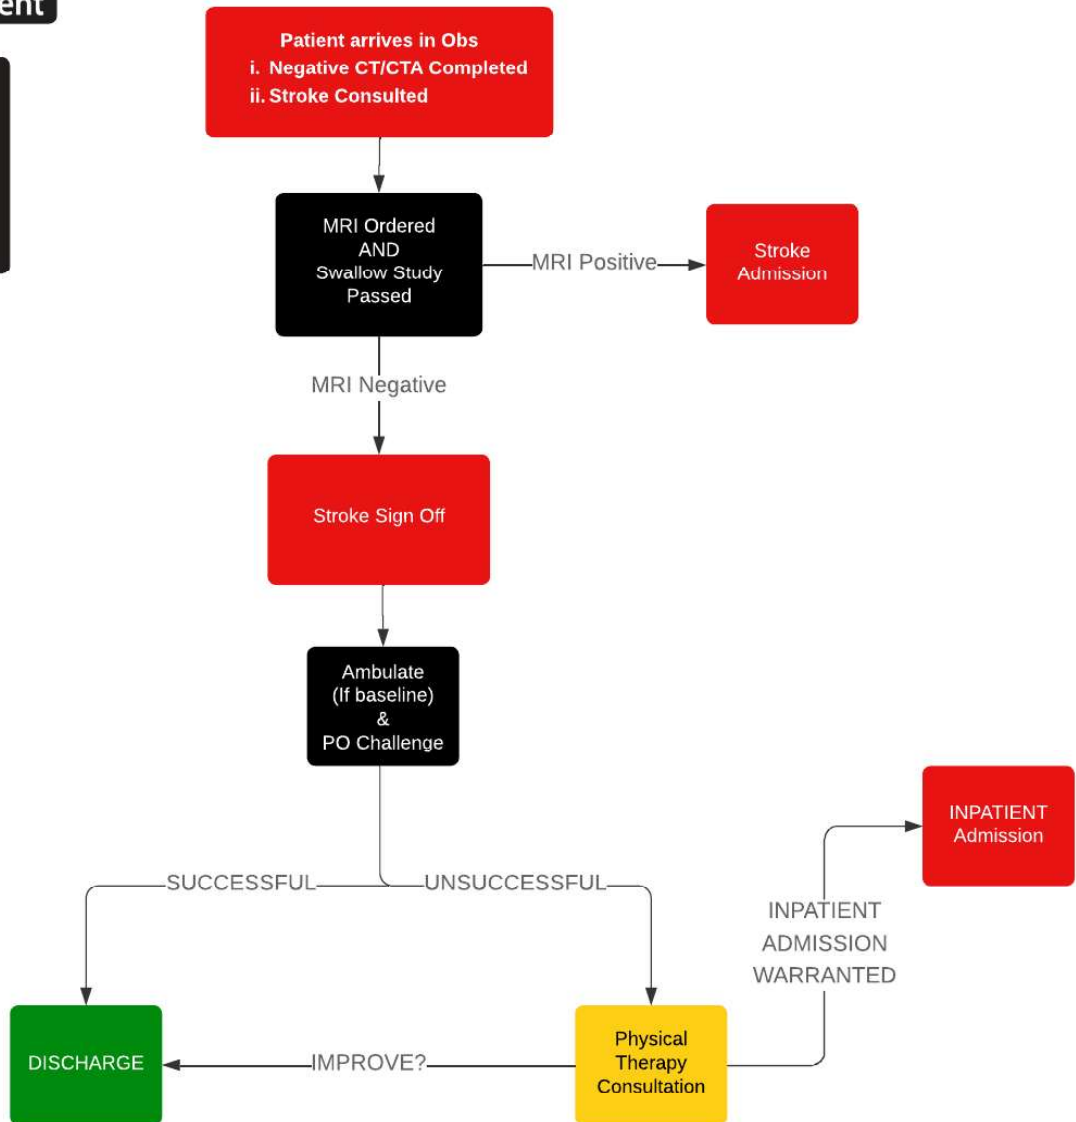 Patient arrives in Obs
i. Negative CT/CTA Completed
ii. Stroke Consulted
MRI Ordered
AND
Swallow Study
Passed
MRI Positive
Stroke
Admission
MRI Negative
Stroke Sign Off
Ambulate
(If baseline)
&
PO Challenge
INPATIENT
Admission
SUCCESSFUL
UNSUCCESSFUL
INPATIENT
ADMISSION
WARRANTED
DISCHARGE
IMPROVE?
Physical
Therapy
Consultation